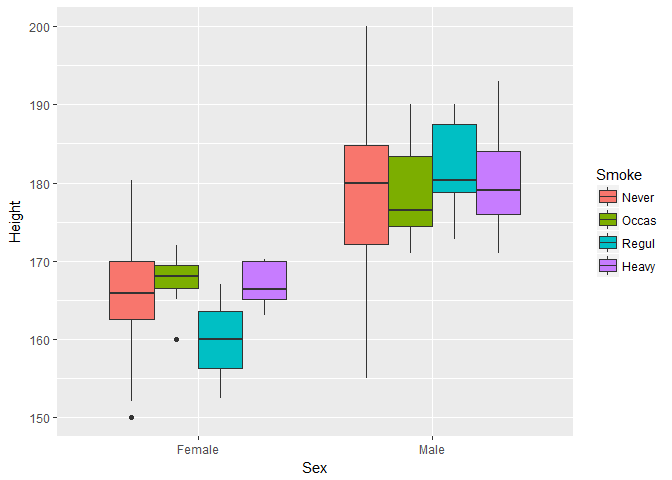 200
190
180
170
160
150
Height
Female
Male
Sex
Smoke
Never
Occas
Regul
Heavy